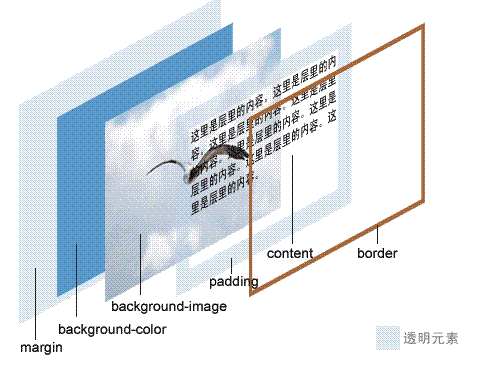 这里是层里的内容。这里是层里的内
容。这里是层里的内容。这里是层里
的内容。这里是层里的内容。这里是
层里的内容。这里是层里的内容。这
里是层里的内容。
content
border
padding
background-image
background-color
margin
透明元素